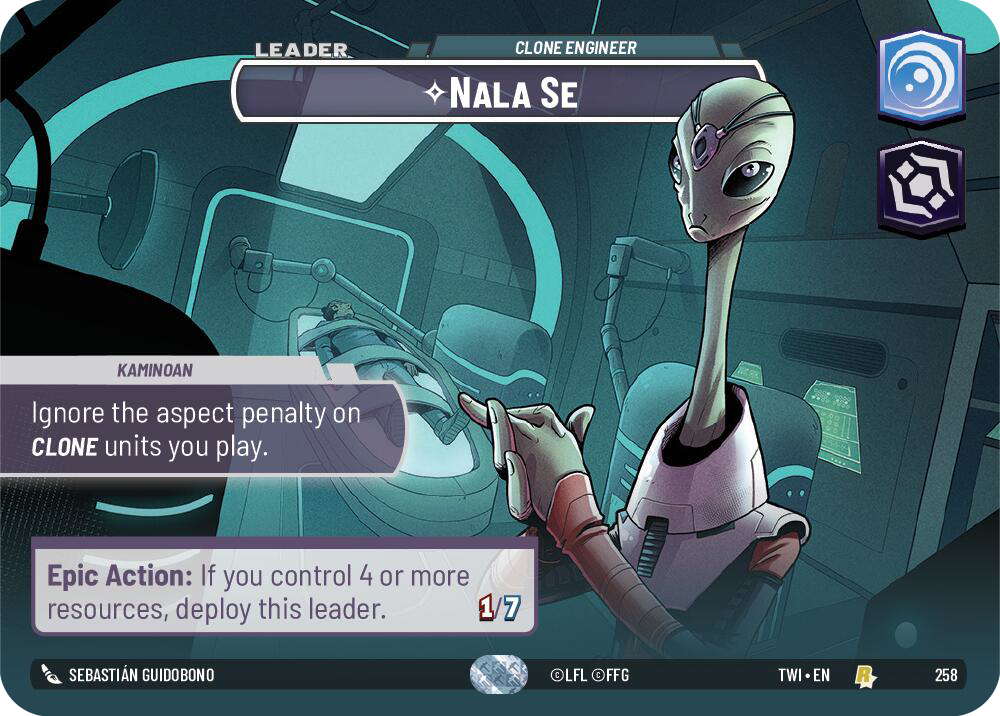 LEADER
CLONE ENGINEER
NALA SE
KAMINOAN
Ignore the aspect penalty on
CLONE units you play.
Epic Action: If you control 4 or more
resources, deploy this leader.
1/7
SEBASTIÁN GUIDOBONO
©LFL ©FFG
TWI • EN
R
258